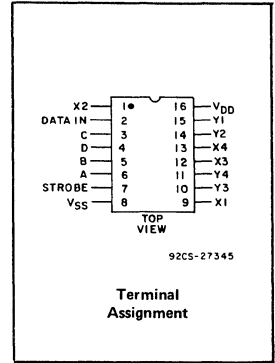 X2 1 16 VDD
DATA IN 2 15 Y1
C 3 14 Y2
D 4 13 X4
B 5 12 X3
A 6 11 Y4
STROBE 7 10 Y3
VSS 8 9 X1
TOP
VIEW
92CS-27345
Terminal
Assignment